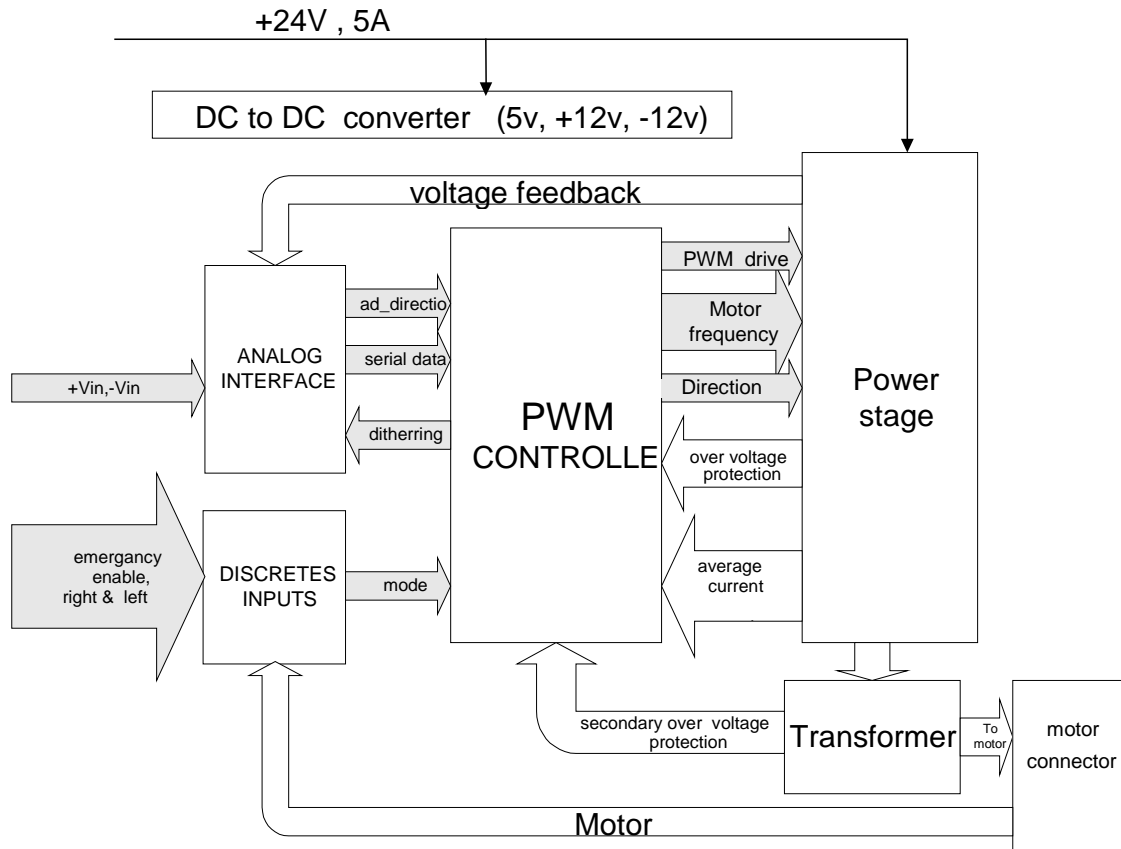 +24V , 5A
DC to DC converter (5v, +12v, -12v)
voltage feedback
PWM drive
ad_directio
Motor
frequency
ANALOG
INTERFACE
serial data
+Vin,-Vin
Direction
Power
stage
PWM
CONTROLLE
ditherring
over voltage
protection
emergancy
enable,
right & left
DISCRETES
INPUTS
mode
average
current
secondary over voltage
protection
Transformer
To
motor
motor
connector
Motor